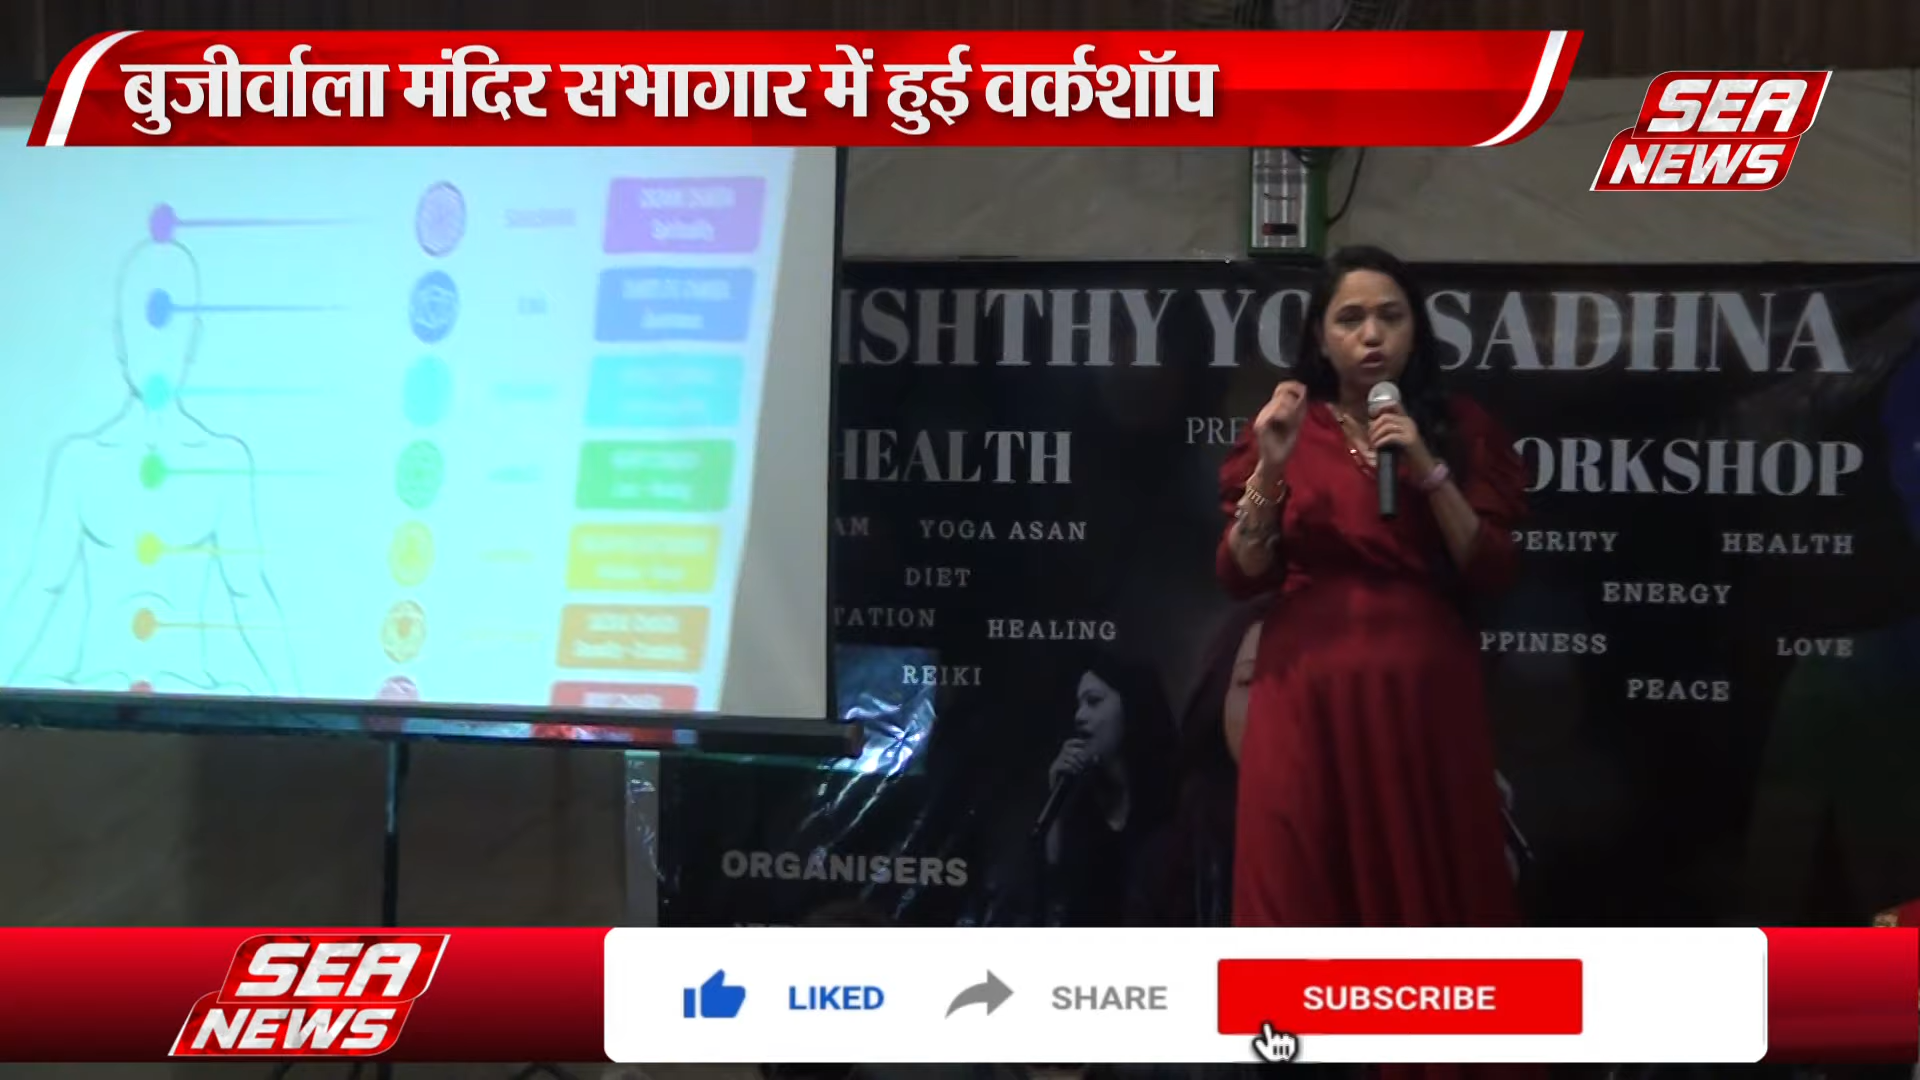 बुजीर्वाला मंदिर सभागार में हुई वर्कशॉप
SEA
NEWS
ISHTHY YO SADHNA
HEALTH PRE ORKSHOP
AM YOGA ASAN PERITY HEALTH
DIET ENERGY
TATION HEALING PPINESS LOVE
REIKI PEACE
ORGANISERS
SEA
NEWS
LIKED SHARE SUBSCRIBE